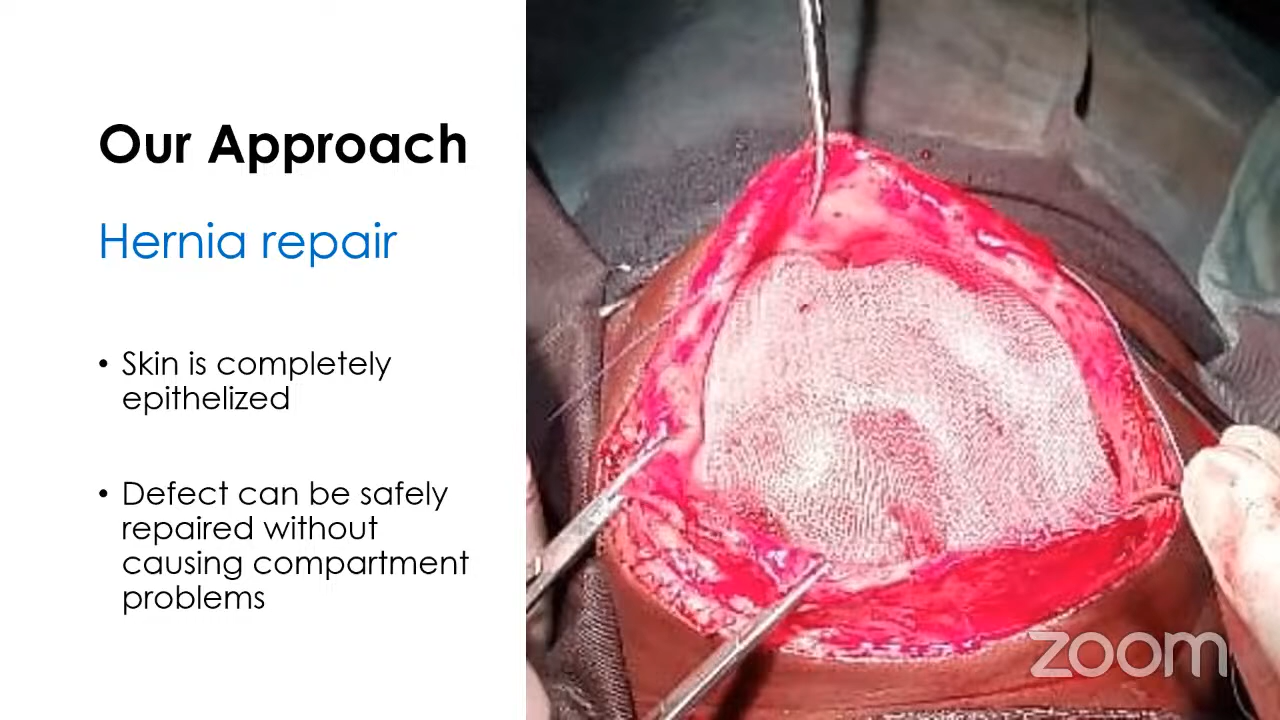 Our Approach
Hernia repair
• Skin is completely
epithelized
• Defect can be safely
repaired without
causing compartment
problems
zoom